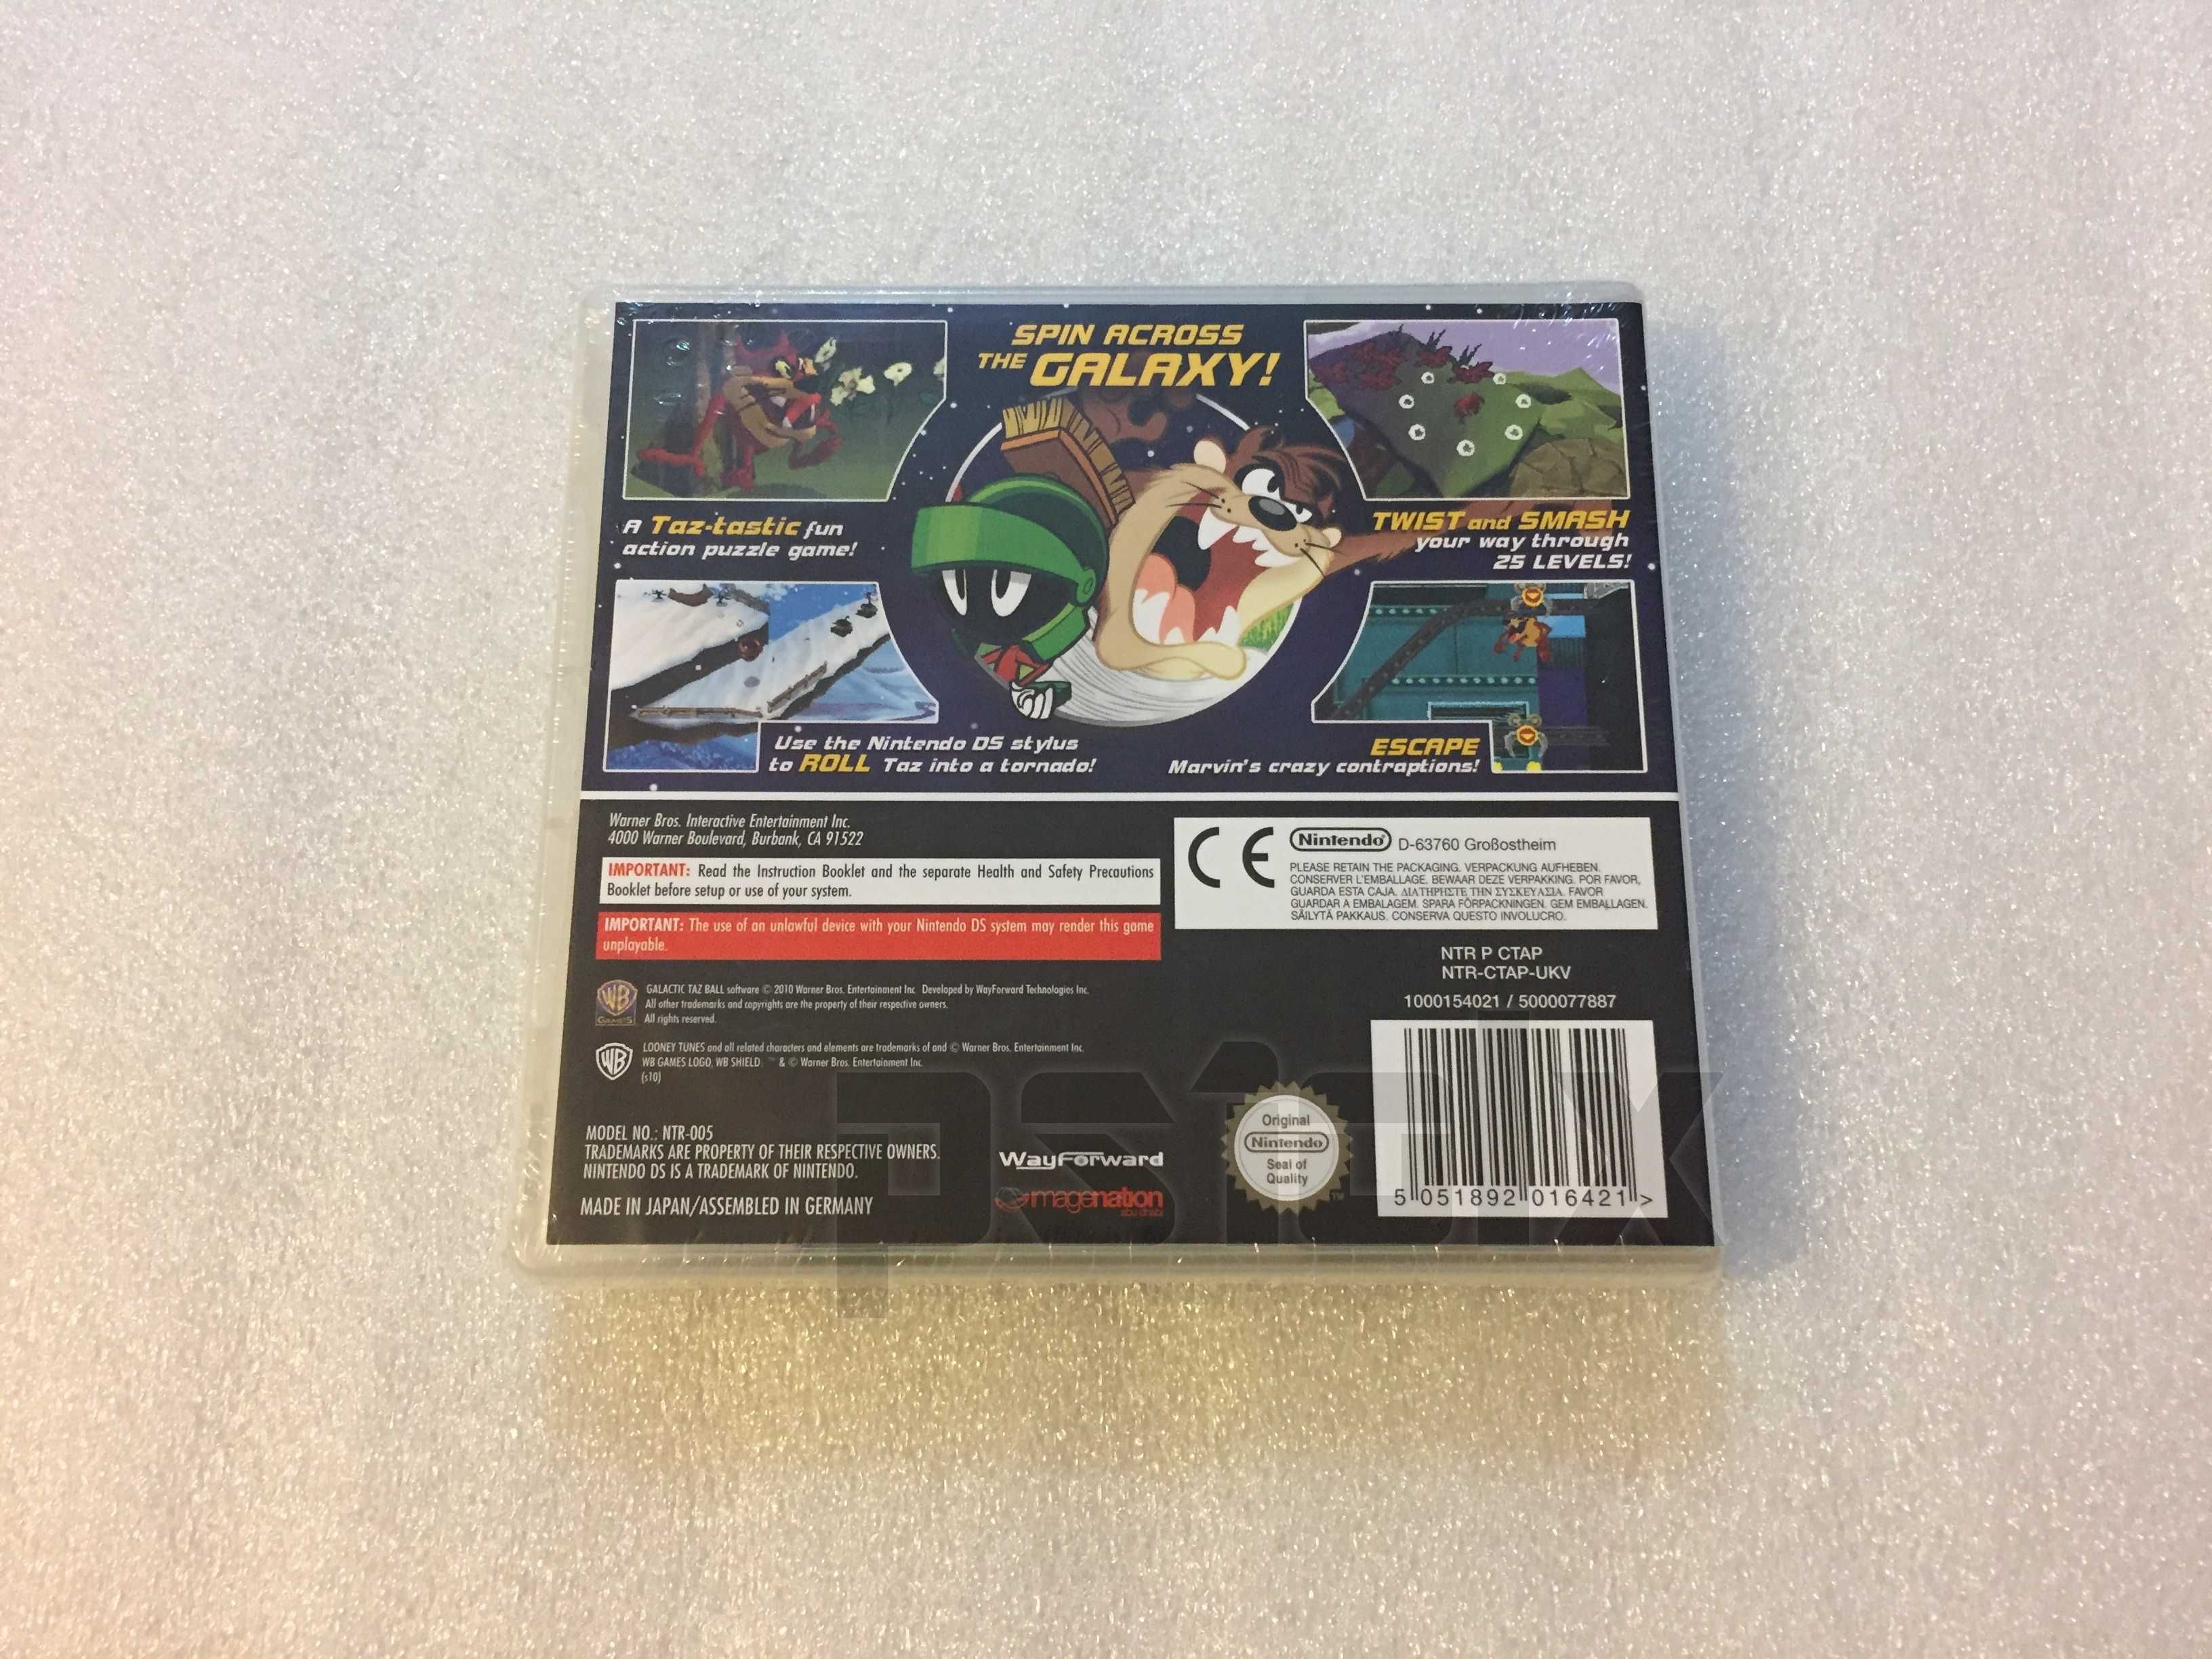 SPIN ACROSS
THE GALAXY!
A Taz-tastic fun
action puzzle game!
TWIST and SMASH
your way through
25 LEVELS!
Use the Nintendo DS stylus
to ROLL Taz into a tornado!
ESCAPE
Marvin's crazy contraptions!
Warner Bros. Interactive Entertainment Inc.
4000 Warner Boulevard, Burbank, CA 91522
IMPORTANT: Read the Instruction Booklet and the separate Health and Safety Precautions
Booklet before setup or use of your system.
IMPORTANT: The use of an unlawful device with your Nintendo DS system may render this game
unplayable.
WB
GAMES
GALACTIC TAZ BALL software © 2010 Warner Bros. Entertainment Inc. Developed by WayForward Technologies Inc.
All other trademarks and copyrights are the property of their respective owners.
All rights reserved.
WB
LOONEY TUNES and all related characters and elements are trademarks of and © Warner Bros. Entertainment Inc.
WB GAMES LOGO, WB SHIELD: ™ & © Warner Bros. Entertainment Inc.
(s10)
MODEL NO.: NTR-005
TRADEMARKS ARE PROPERTY OF THEIR RESPECTIVE OWNERS.
NINTENDO DS IS A TRADEMARK OF NINTENDO.
MADE IN JAPAN/ASSEMBLED IN GERMANY
WayForward
imagenation
abu dhabi
CE Nintendo® D-63760 Großostheim
PLEASE RETAIN THE PACKAGING. VERPACKUNG AUFHEBEN.
CONSERVER L'EMBALLAGE. BEWAAR DEZE VERPAKKING. POR FAVOR,
GUARDA ESTA CAJA. ΔΙΑΤΗΡΗΣΤΕ ΤΗΝ ΣΥΣΚΕΥΑΣΙΑ. FAVOR
GUARDAR A EMBALAGEM. SPARA FÖRPACKNINGEN. GEM EMBALLAGEN.
SÄILYTÄ PAKKAUS. CONSERVA QUESTO INVOLUCRO.
NTR P CTAP
NTR-CTAP-UKV
1000154021 / 5000077887
Original
Nintendo
Seal of
Quality
TM
5 051892 016421 >